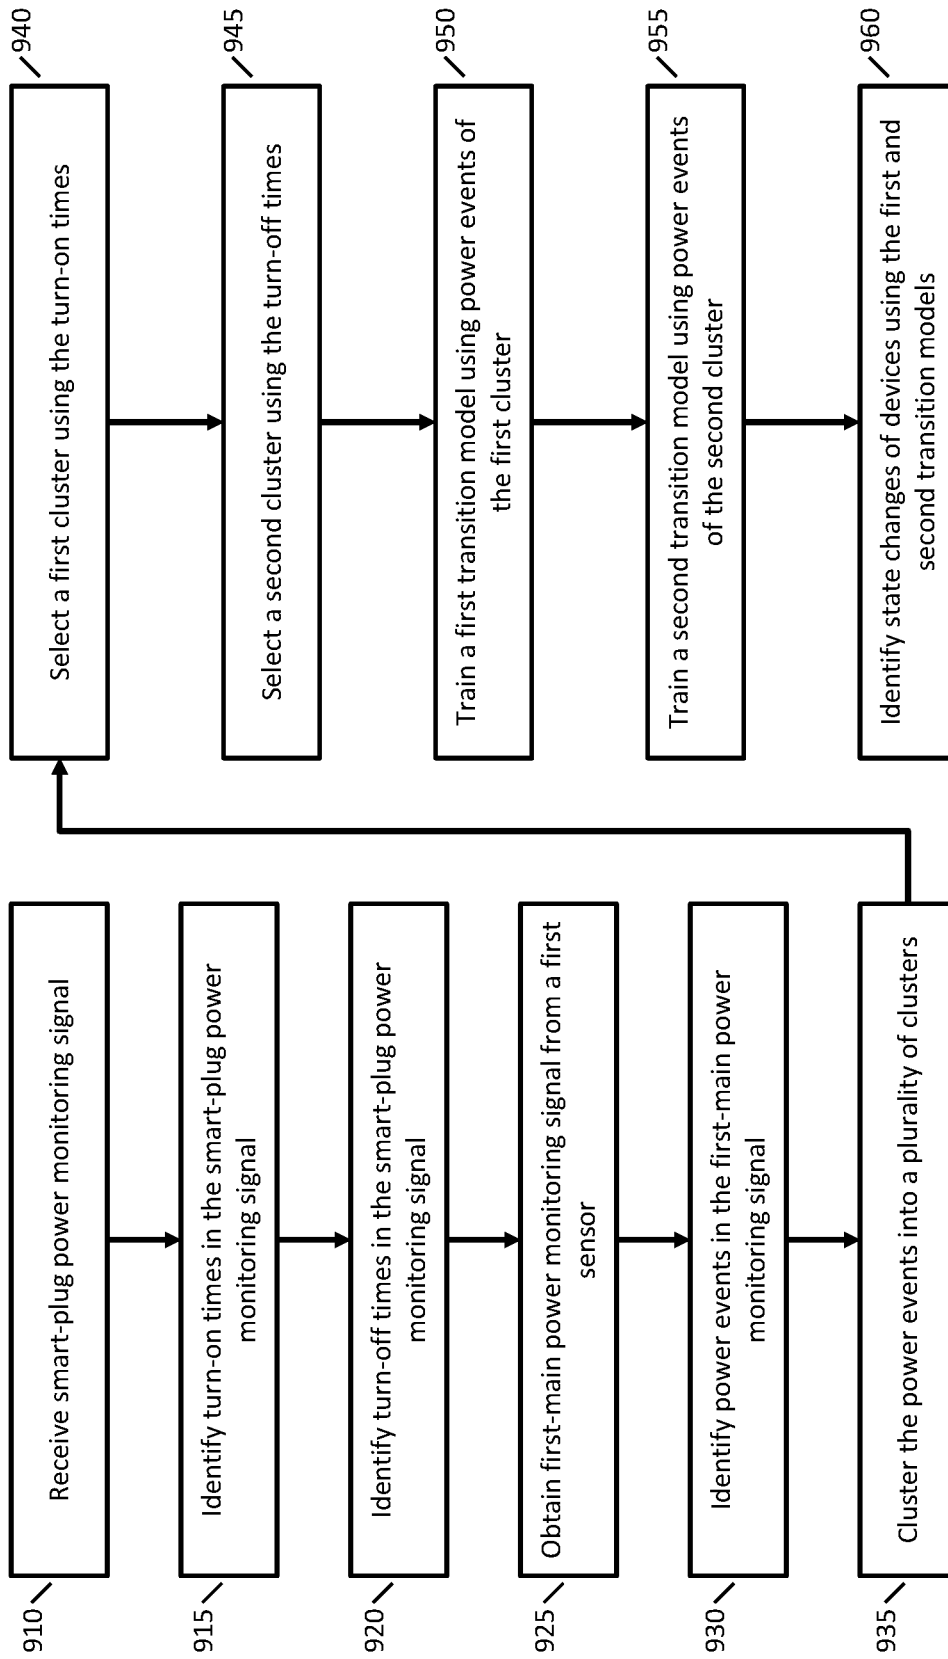 910
Receive smart-plug power monitoring signal
915
Identify turn-on times in the smart-plug power
monitoring signal
920
Identify turn-off times in the smart-plug power
monitoring signal
925
Obtain first-main power monitoring signal from a first
sensor
930
Identify power events in the first-main power
monitoring signal
935
Cluster the power events into a plurality of clusters
940
Select a first cluster using the turn-on times
945
Select a second cluster using the turn-off times
950
Train a first transition model using power events of
the first cluster
955
Train a second transition model using power events
of the second cluster
960
Identify state changes of devices using the first and
second transition models